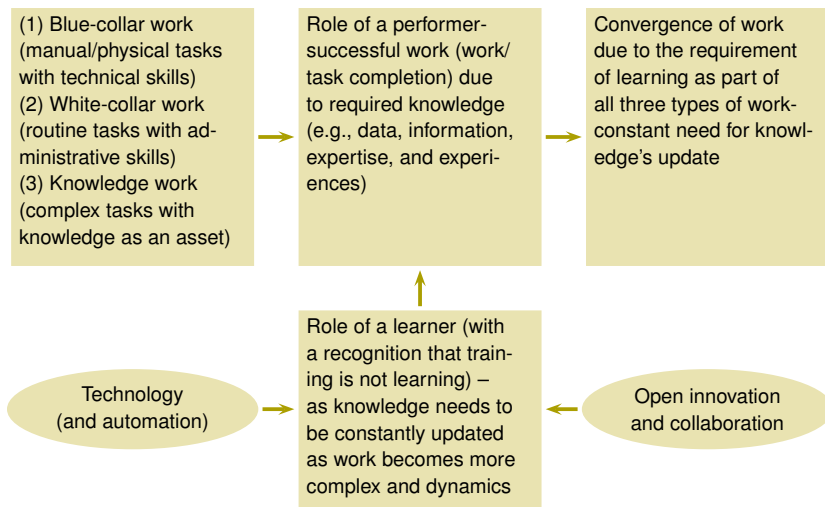 (1) Blue-collar work
(manual/physical tasks
with technical skills)
(2) White-collar work
(routine tasks with ad-
ministrative skills)
(3) Knowledge work
(complex tasks with
knowledge as an asset)
Role of a performer-
successful work (work/
task completion) due
to required knowledge
(e.g., data, information,
expertise, and experi-
ences)
Convergence of work
due to the requirement
of learning as part of
all three types of work-
constant need for knowl-
edge's update
Technology
(and automation)
Role of a learner (with
a recognition that train-
ing is not learning) –
as knowledge needs to
be constantly updated
as work becomes more
complex and dynamics
Open innovation
and collaboration